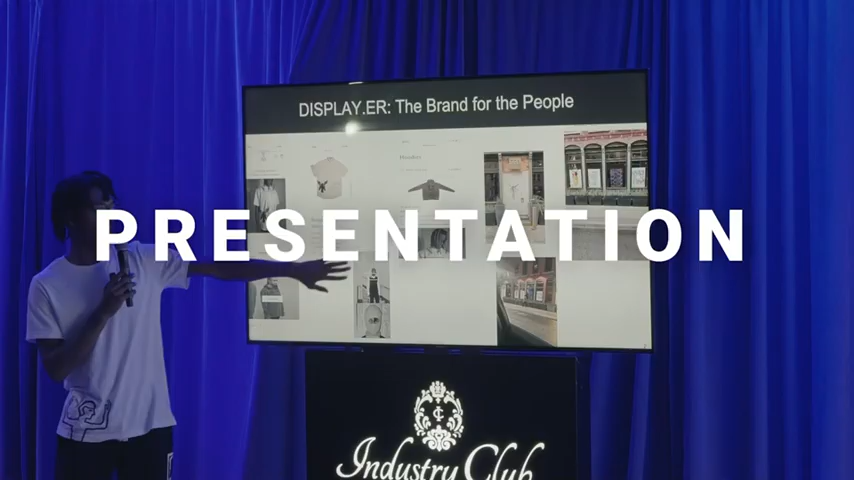 DISPLAY.ER: The Brand for the People
PRESENTATION
Industry Club